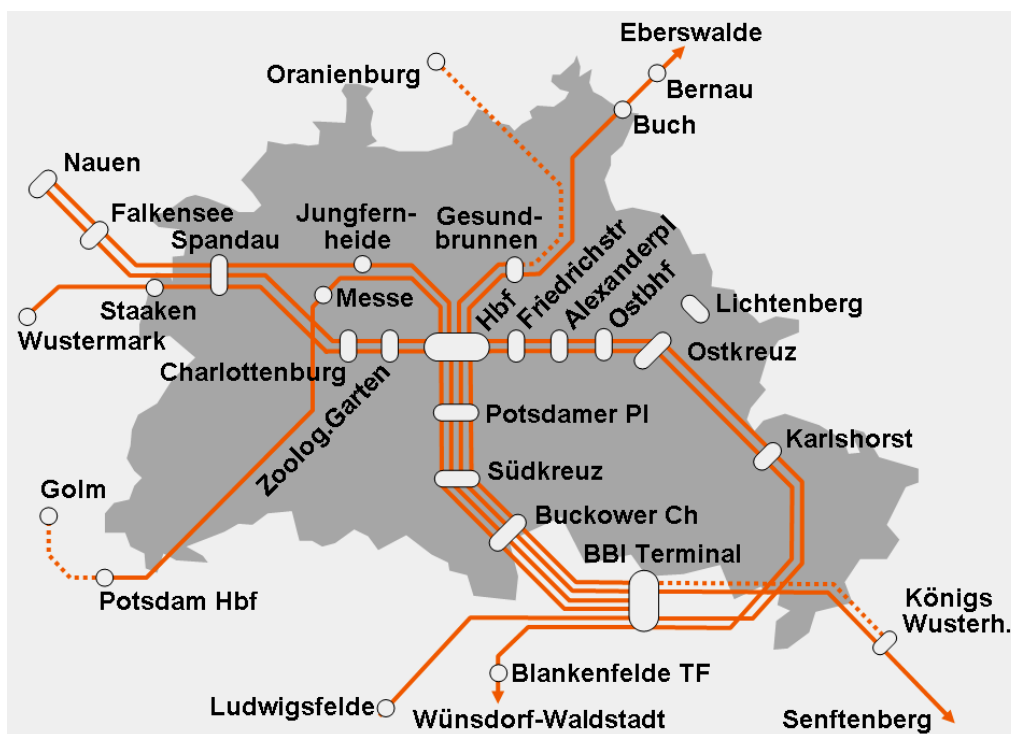 Eberswalde
Oranienburg
Bernau
Buch
Nauen
Falkensee
Spandau
Jungfern-
heide
Gesund-
brunnen
Hbf
Friedrichstr
Alexanderpl
Ostbhf
Lichtenberg
Staaken
Wustermark
Messe
Charlottenburg
Zoolog.Garten
Ostkreuz
Potsdamer Pl
Karlshorst
Südkreuz
Golm
Buckower Ch
BBI Terminal
Potsdam Hbf
Königs
Wusterh.
Blankenfelde TF
Ludwigsfelde
Wünsdorf-Waldstadt
Senftenberg